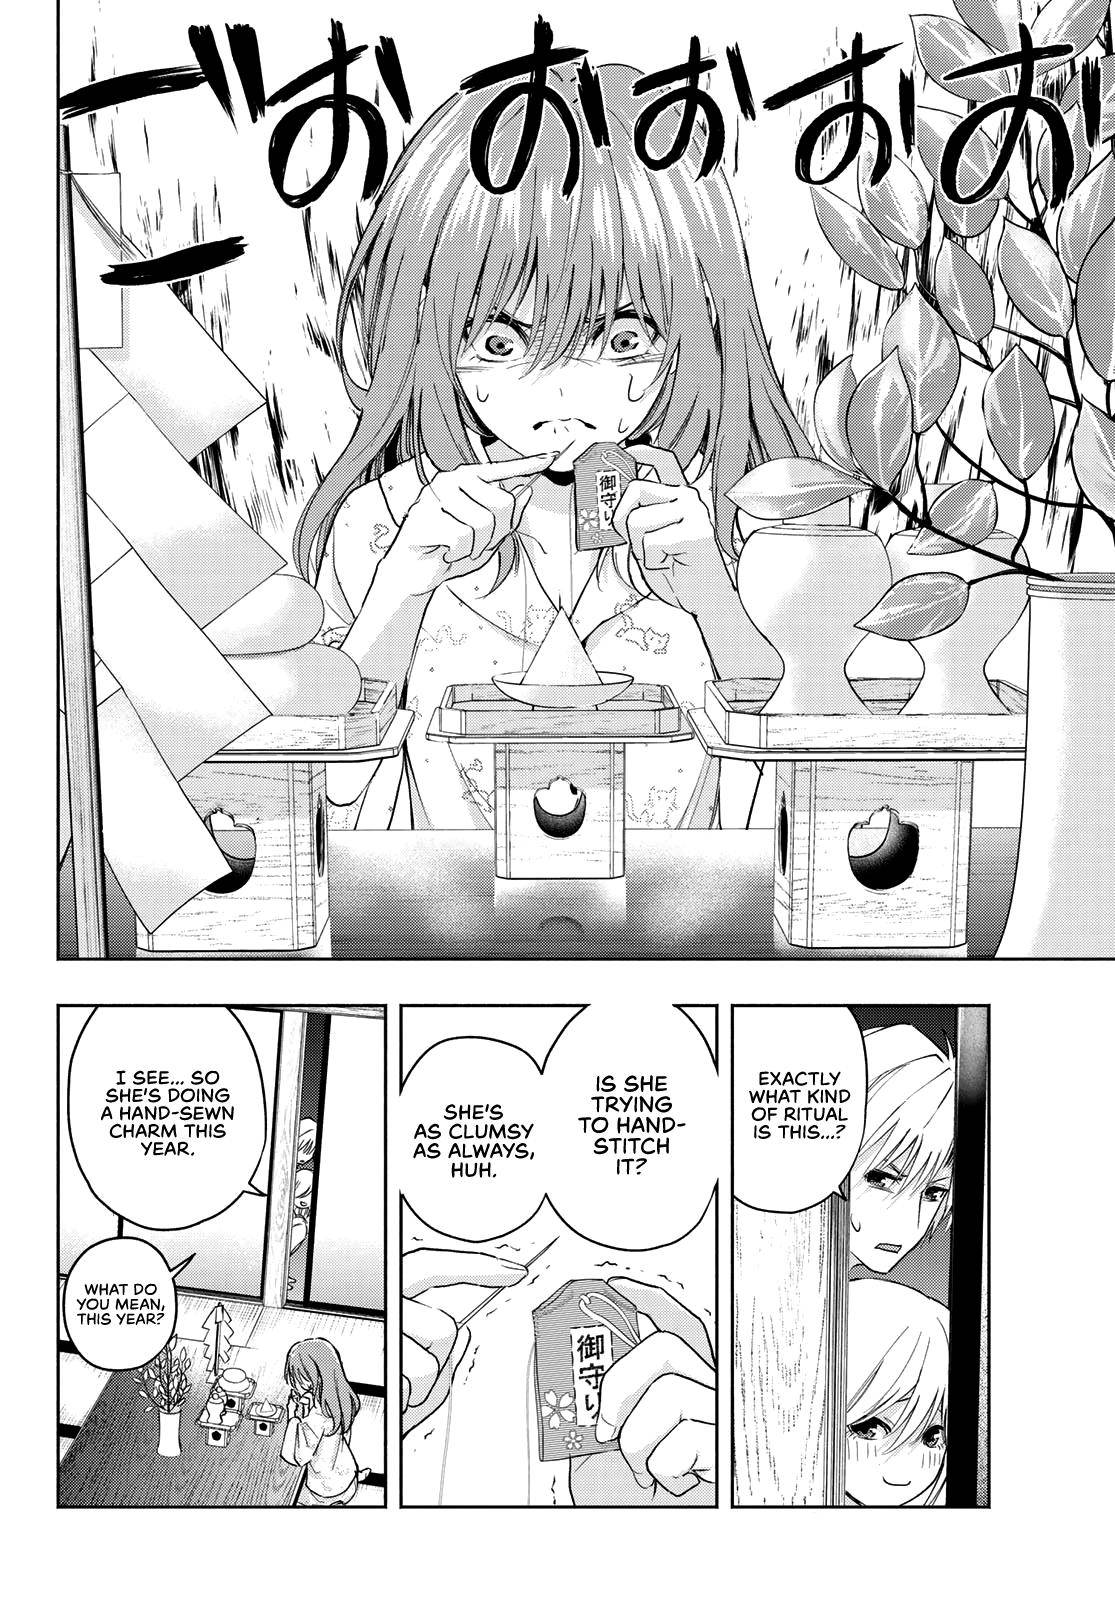 ごおおおおお
御守り
EXACTLY
WHAT KIND
OF RITUAL
IS THIS...?
IS SHE
TRYING
TO HAND-
STITCH
IT?
SHE'S
AS CLUMSY
AS ALWAYS,
HUH.
御守り
I SEE... SO
SHE'S DOING
A HAND-SEWN
CHARM THIS
YEAR.
WHAT DO
YOU MEAN,
THIS YEAR?